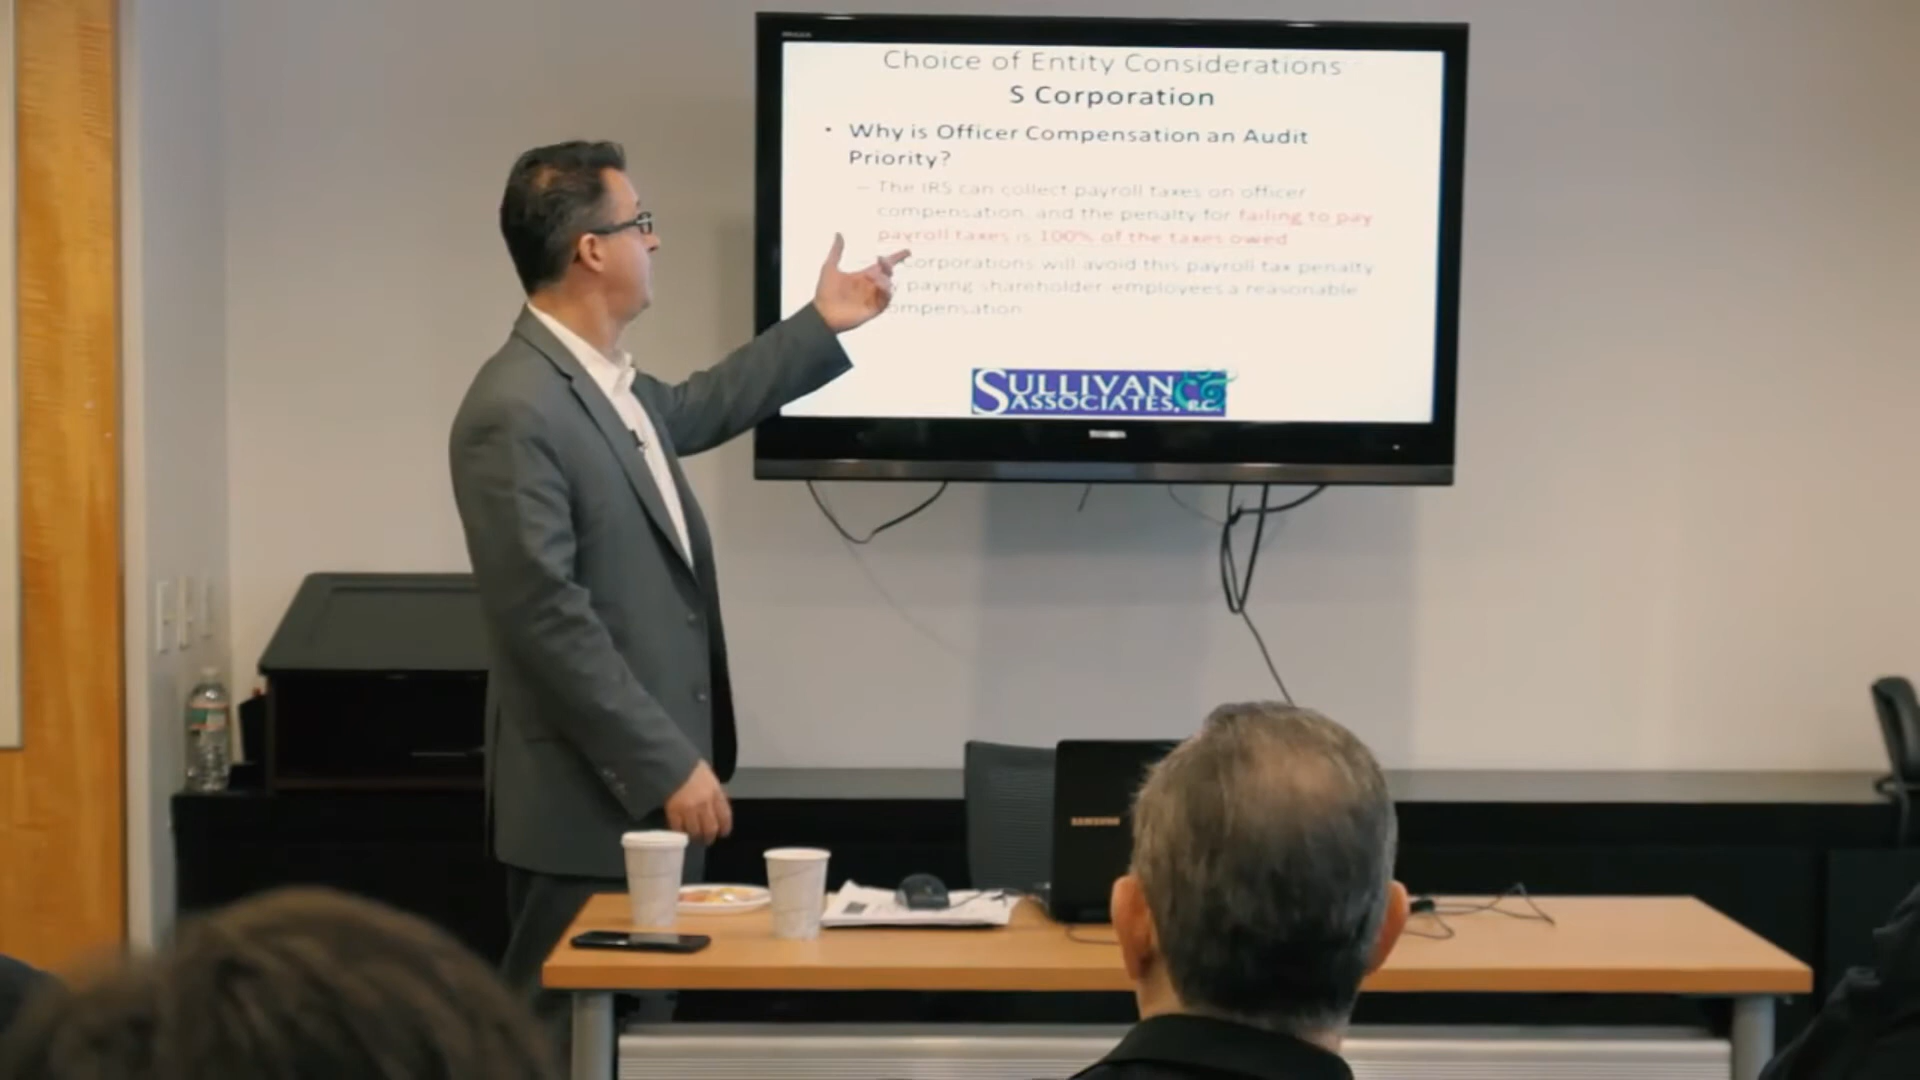 Choice of Entity Considerations
S Corporation
• Why is Officer Compensation an Audit
Priority?
– The IRS can collect payroll taxes on officer
compensation, and the penalty for failing to pay
payroll taxes is 100% of the taxes owed
Corporations will avoid this payroll tax penalty
paying shareholder-employees a reasonable
ompensation
SULLIVAN &
ASSOCIATES, P.C.
SAMSUNG